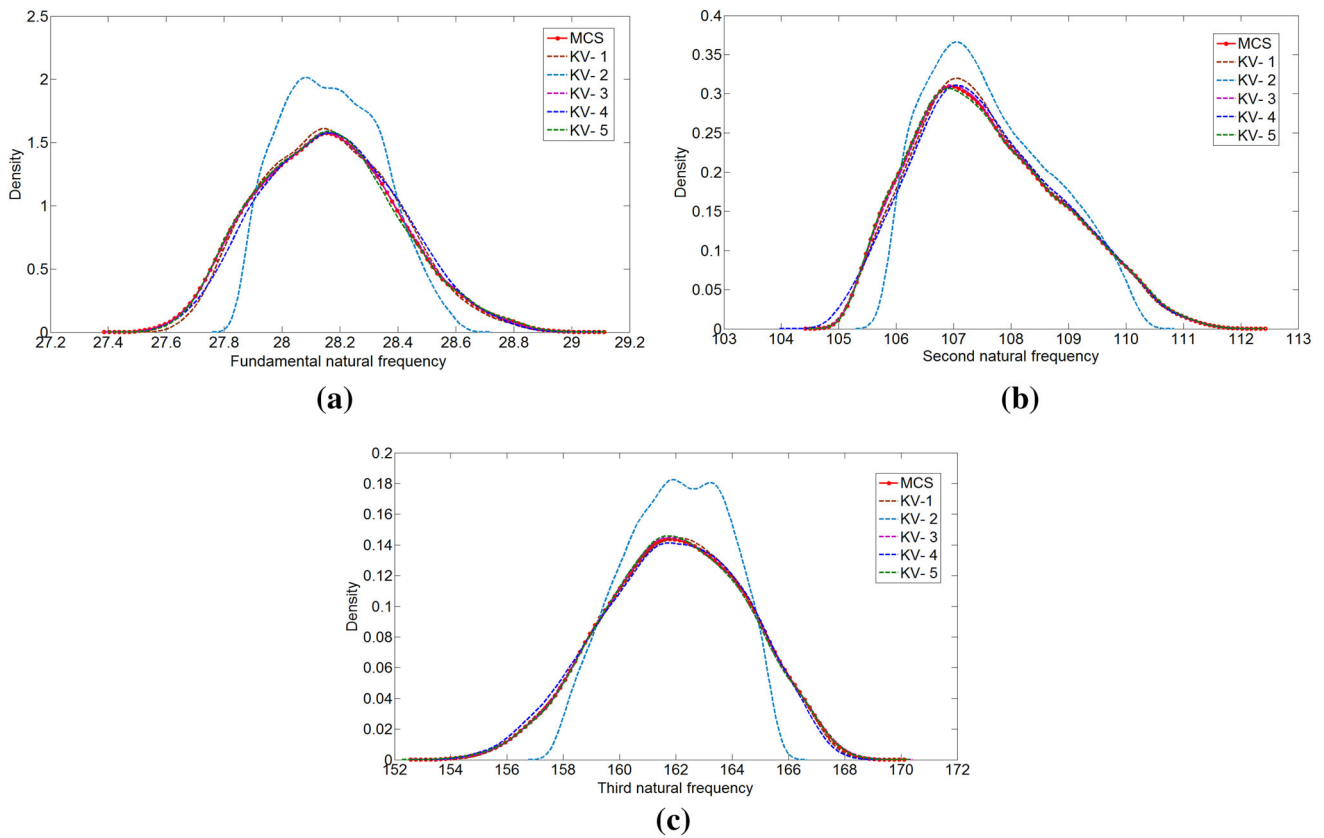 2.5
2
1.5
1
0.5
0
Density
27.2 27.4 27.6 27.8 28 28.2 28.4 28.6 28.8 29 29.2
Fundamental natural frequency
MCS
KV- 1
KV- 2
KV- 3
KV- 4
KV- 5
(a)
0.4
0.35
0.3
0.25
0.2
0.15
0.1
0.05
0
Density
103 104 105 106 107 108 109 110 111 112 113
Second natural frequency
MCS
KV- 1
KV- 2
KV- 3
KV- 4
KV- 5
(b)
0.2
0.18
0.16
0.14
0.12
0.1
0.08
0.06
0.04
0.02
0
Density
152 154 156 158 160 162 164 166 168 170 172
Third natural frequency
MCS
KV-1
KV- 2
KV- 3
KV- 4
KV- 5
(c)